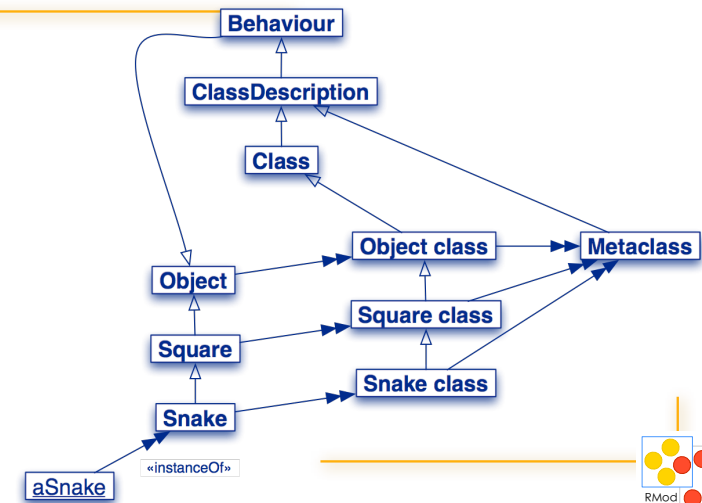 Behaviour
ClassDescription
Class
Object class
Metaclass
Object
Square class
Square
Snake class
Snake
«instanceOf»
aSnake
RMod